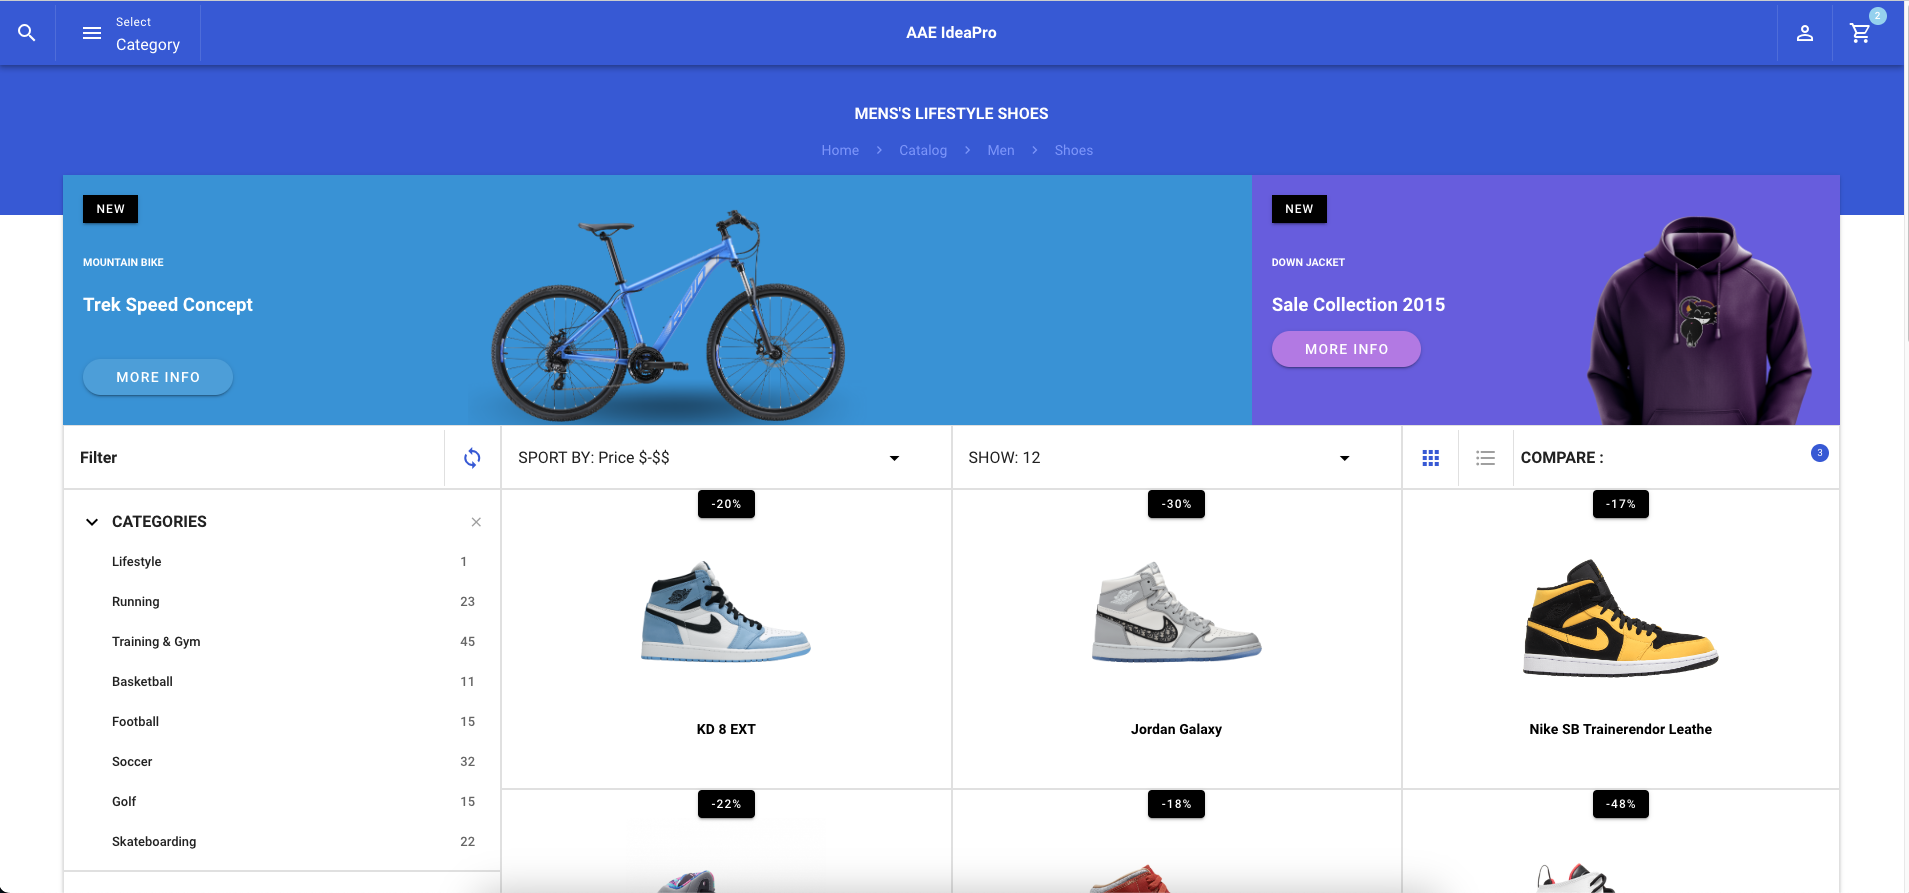 Select
Category
AAE IdeaPro
2
MENS'S LIFESTYLE SHOES
Home > Catalog > Men > Shoes
NEW
MOUNTAIN BIKE
Trek Speed Concept
MORE INFO
NEW
DOWN JACKET
Sale Collection 2015
MORE INFO
Filter
SPORT BY: Price $-$$
SHOW: 12
COMPARE :
3
CATEGORIES
Lifestyle 1
Running 23
Training & Gym 45
Basketball 11
Football 15
Soccer 32
Golf 15
Skateboarding 22
-20%
KD 8 EXT
-30%
Jordan Galaxy
-17%
Nike SB Trainerendor Leathe
-22%
-18%
-48%